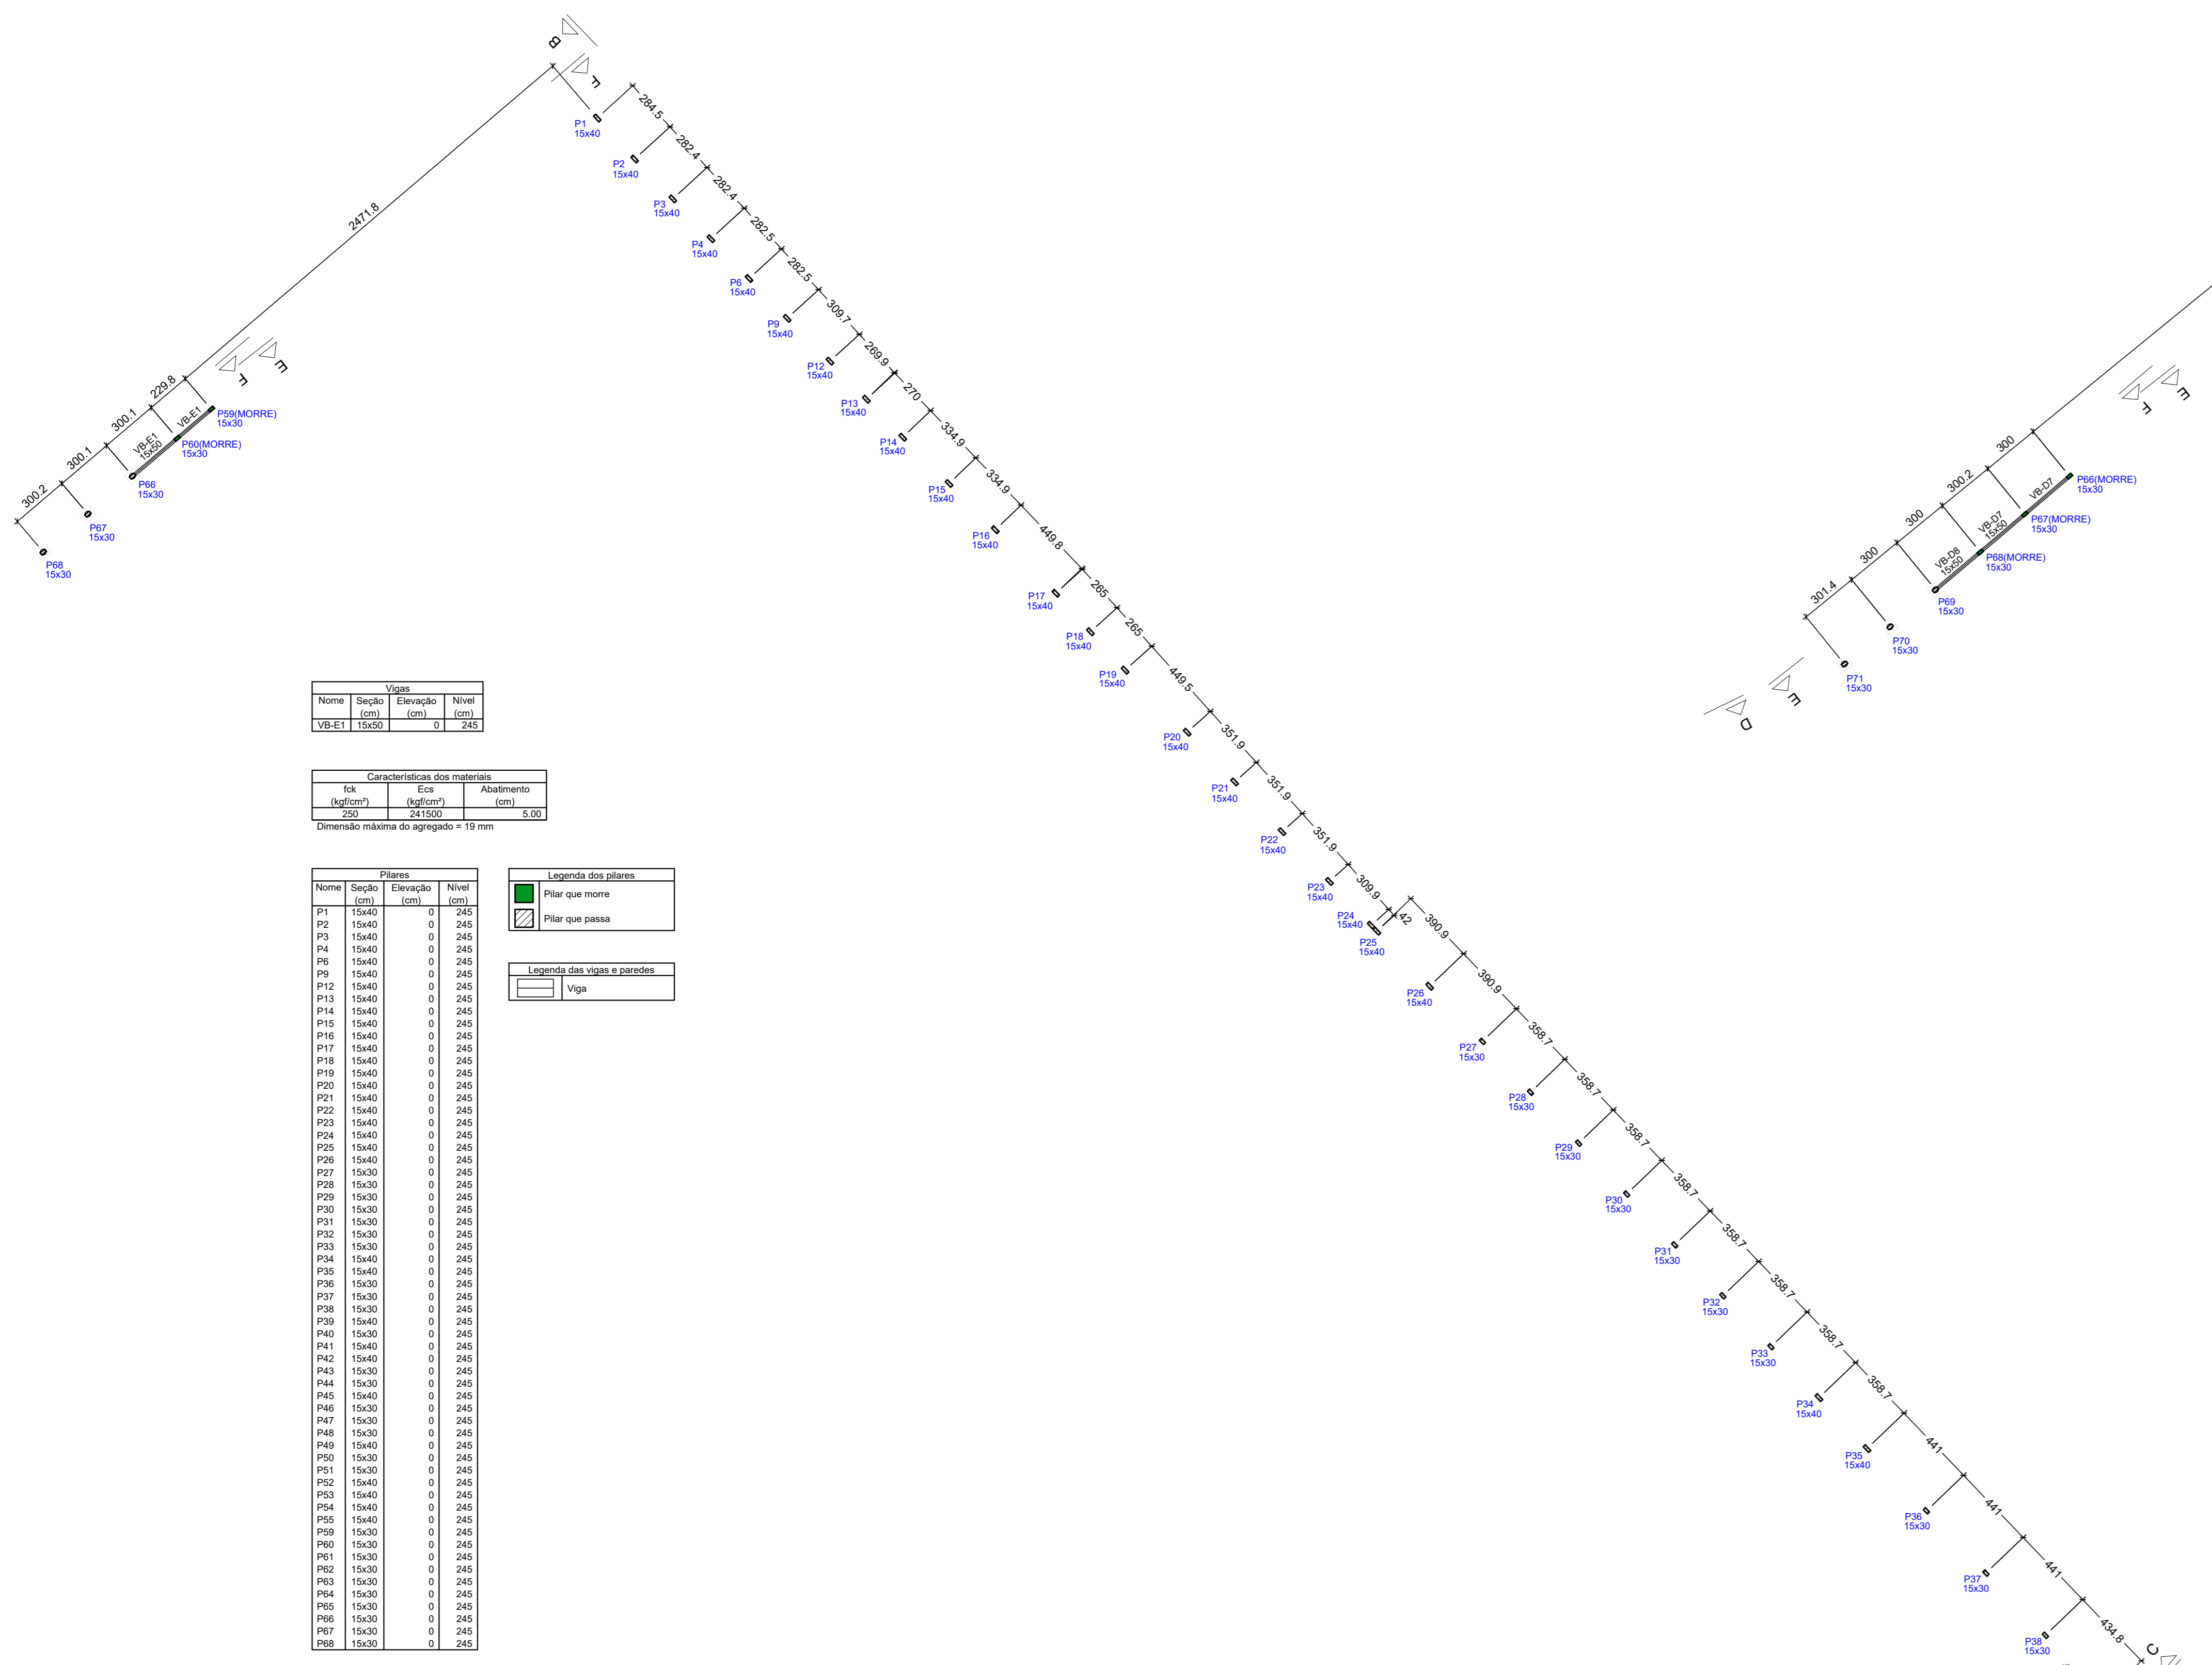 B
F
2471.8
P1
15x40
284.5
P2
15x40
282.4
P3
15x40
282.4
P4
15x40
282.5
P6
15x40
282.5
P9
15x40
309.7
P12
15x40
269.9
P13
15x40
270
P14
15x40
334.9
P15
15x40
334.9
P16
15x40
449.8
P17
15x40
265
P18
15x40
265
P19
15x40
449.5
P20
15x40
351.9
P21
15x40
351.9
P22
15x40
351.9
P23
15x40
309.9
P24
15x40
42
P25
15x40
390.9
P26
15x40
390.9
P27
15x30
358.7
P28
15x30
358.7
P29
15x30
358.7
P30
15x30
358.7
P31
15x30
358.7
P32
15x30
358.7
P33
15x30
358.7
P34
15x40
358.7
P35
15x40
441
P36
15x30
441
P37
15x30
441
P38
15x30
434.8
C
E
F
229.8
300.1
300.1
300.2
VB-E1
VB-E1
15x50
P59(MORRE)
15x30
P60(MORRE)
15x30
P66
15x30
P67
15x30
P68
15x30
E
F
300
300.2
300
300
301.4
VB-D7
VB-D7
15x50
VB-D8
15x50
P66(MORRE)
15x30
P67(MORRE)
15x30
P68(MORRE)
15x30
P69
15x30
P70
15x30
P71
15x30
E
D
Vigas
Nome Seção Elevação Nível
(cm) (cm) (cm)
VB-E1 15x50 0 245
Características dos materiais
fck Ecs Abatimento
(kgf/cm²) (kgf/cm²) (cm)
250 241500 5.00
Dimensão máxima do agregado = 19 mm
Pilares
Nome Seção Elevação Nível
(cm) (cm) (cm)
P1 15x40 0 245
P2 15x40 0 245
P3 15x40 0 245
P4 15x40 0 245
P6 15x40 0 245
P9 15x40 0 245
P12 15x40 0 245
P13 15x40 0 245
P14 15x40 0 245
P15 15x40 0 245
P16 15x40 0 245
P17 15x40 0 245
P18 15x40 0 245
P19 15x40 0 245
P20 15x40 0 245
P21 15x40 0 245
P22 15x40 0 245
P23 15x40 0 245
P24 15x40 0 245
P25 15x40 0 245
P26 15x40 0 245
P27 15x30 0 245
P28 15x30 0 245
P29 15x30 0 245
P30 15x30 0 245
P31 15x30 0 245
P32 15x30 0 245
P33 15x30 0 245
P34 15x40 0 245
P35 15x40 0 245
P36 15x30 0 245
P37 15x30 0 245
P38 15x30 0 245
P39 15x40 0 245
P40 15x30 0 245
P41 15x40 0 245
P42 15x40 0 245
P43 15x30 0 245
P44 15x30 0 245
P45 15x40 0 245
P46 15x30 0 245
P47 15x30 0 245
P48 15x30 0 245
P49 15x40 0 245
P50 15x30 0 245
P51 15x30 0 245
P52 15x40 0 245
P53 15x40 0 245
P54 15x40 0 245
P55 15x40 0 245
P59 15x30 0 245
P60 15x30 0 245
P61 15x30 0 245
P62 15x30 0 245
P63 15x30 0 245
P64 15x30 0 245
P65 15x30 0 245
P66 15x30 0 245
P67 15x30 0 245
P68 15x30 0 245
Legenda dos pilares
Pilar que morre
Pilar que passa
Legenda das vigas e paredes
Viga